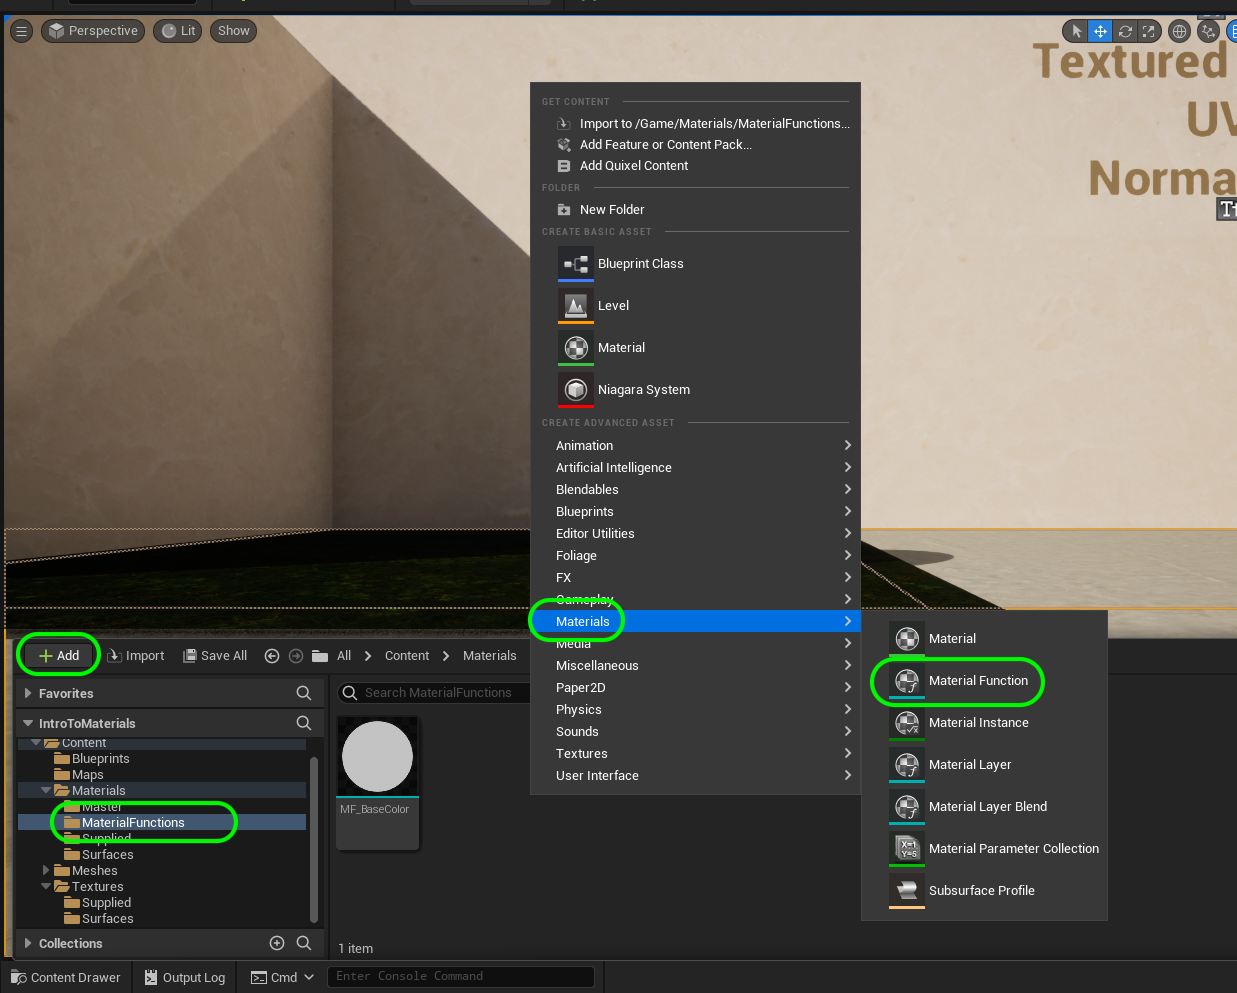 Perspective
Lit
Show
Textured
UV
Norma
GET CONTENT
Import to /Game/Materials/MaterialFunctions...
Add Feature or Content Pack...
Add Quixel Content
FOLDER
New Folder
CREATE BASIC ASSET
Blueprint Class
Level
Material
Niagara System
CREATE ADVANCED ASSET
Animation
Artificial Intelligence
Blendables
Blueprints
Editor Utilities
Foliage
FX
Gameplay
Materials
Media
Miscellaneous
Paper2D
Physics
Sounds
Textures
User Interface
Material
Material Function
Material Instance
Material Layer
Material Layer Blend
X=1
Y=5
Material Parameter Collection
Subsurface Profile
Add
Import
Save All
All
Content
Materials
Favorites
IntroToMaterials
Content
Blueprints
Maps
Materials
Master
MaterialFunctions
Supplied
Surfaces
Meshes
Textures
Supplied
Surfaces
Collections
Search MaterialFunctions
MF_BaseColor
1 item
Content Drawer
Output Log
Cmd
Enter Console Command